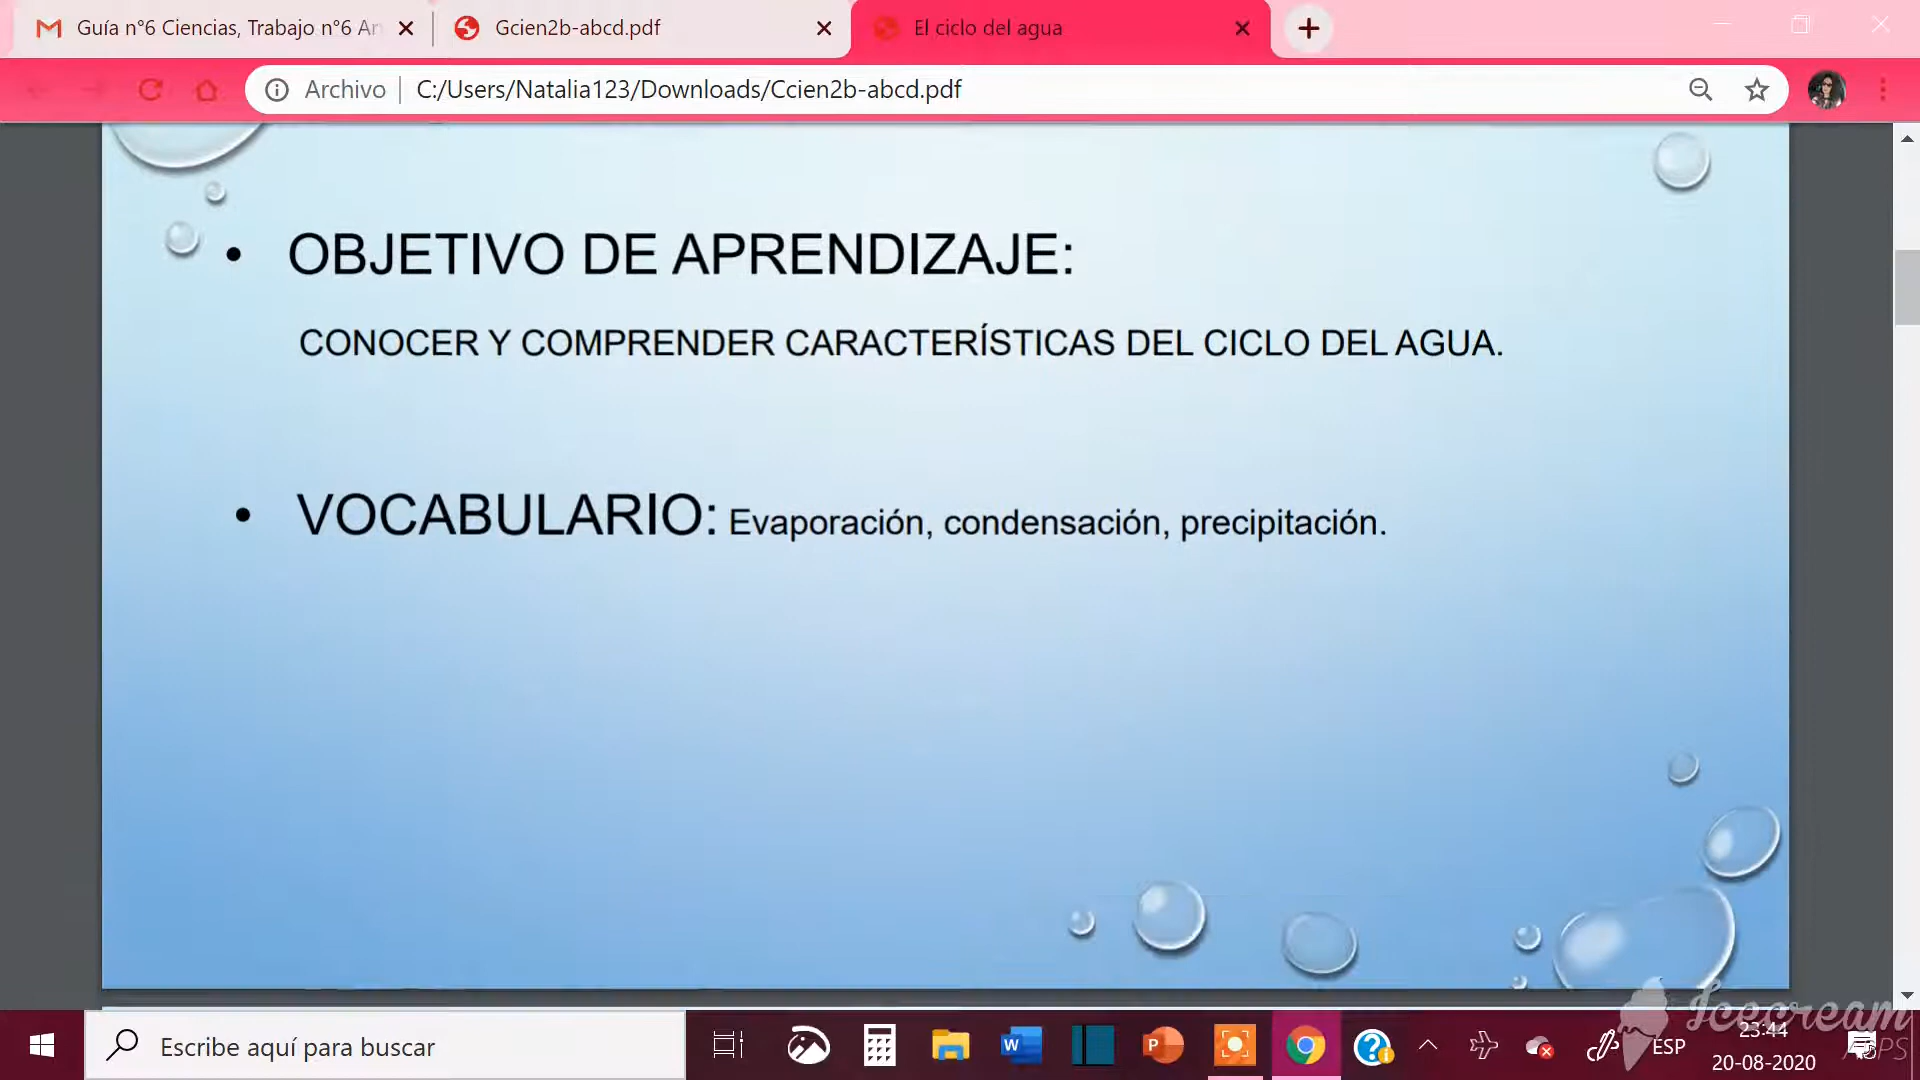 Guía n°6 Ciencias, Trabajo n°6 Ar
Gcien2b-abcd.pdf
El ciclo del agua
Archivo
C:/Users/Natalia123/Downloads/Ccien2b-abcd.pdf
• OBJETIVO DE APRENDIZAJE:
CONOCER Y COMPRENDER CARACTERÍSTICAS DEL CICLO DEL AGUA.
• VOCABULARIO: Evaporación, condensación, precipitación.
Icecream
APPS
Escribe aquí para buscar
ESP
23:44
20-08-2020